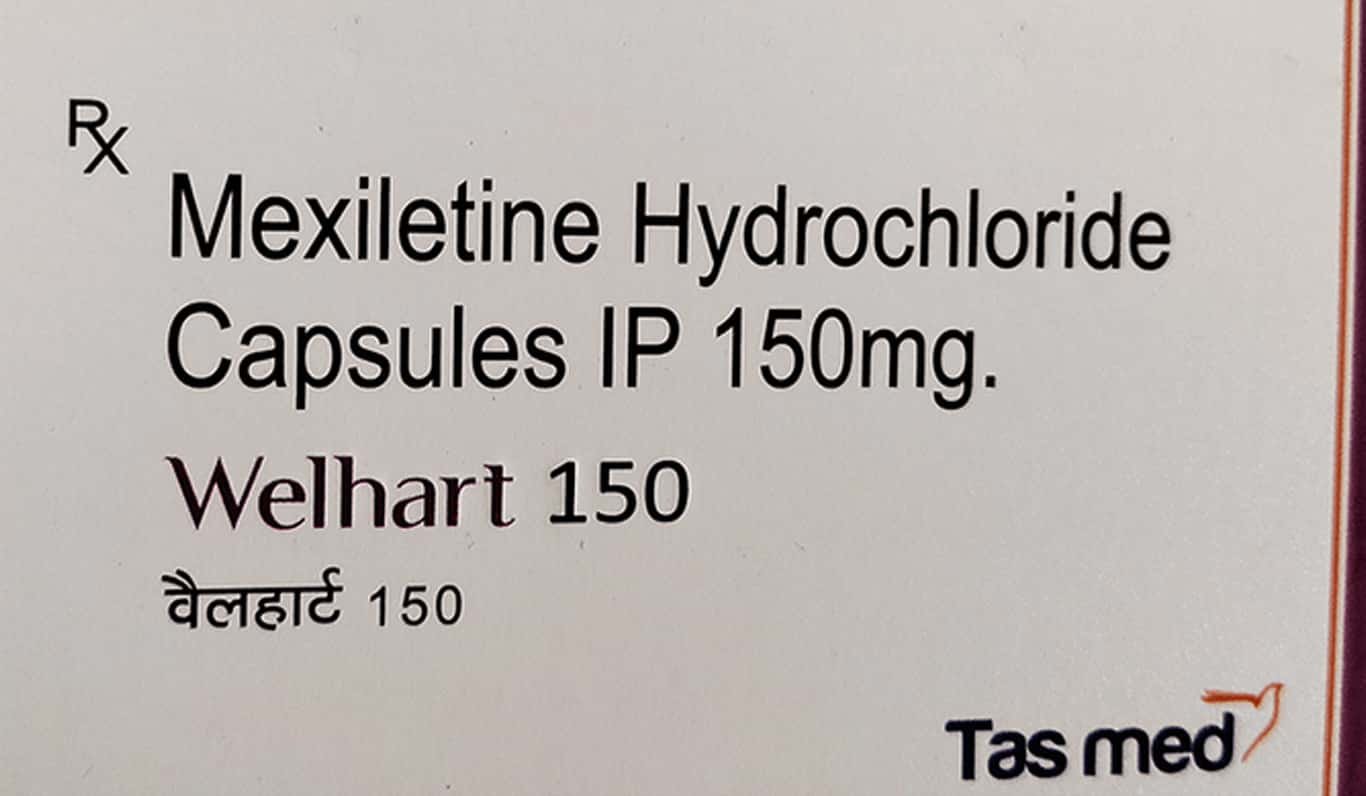 Rx
Mexiletine Hydrochloride
Capsules IP 150mg.
Welhart 150
वैलहार्ट 150
Tas med